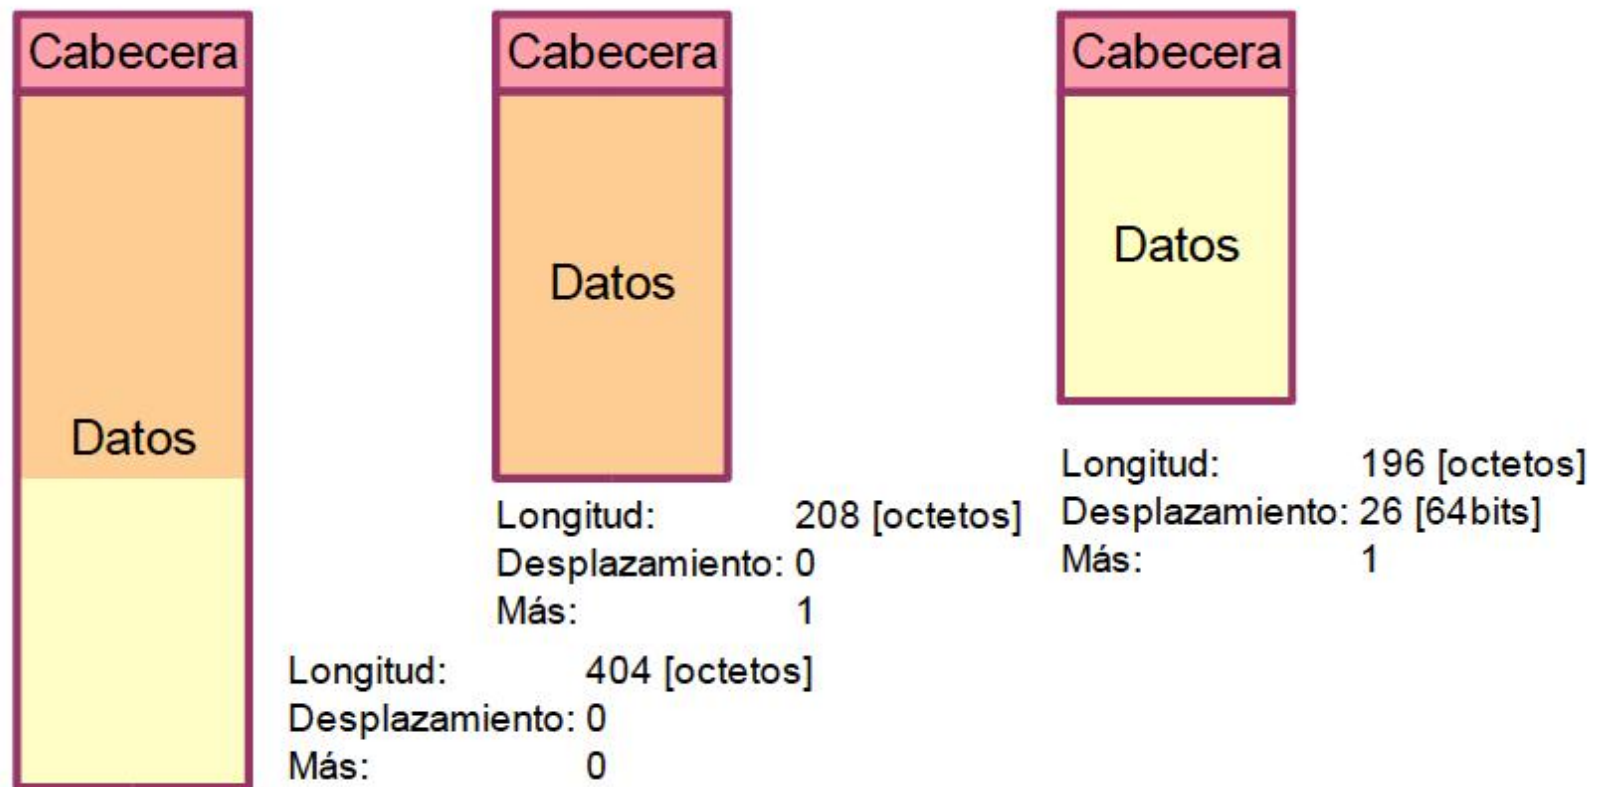 Cabecera
Datos
Longitud: 404 [octetos]
Desplazamiento: 0
Más: 0
Cabecera
Datos
Longitud: 208 [octetos]
Desplazamiento: 0
Más: 1
Cabecera
Datos
Longitud: 196 [octetos]
Desplazamiento: 26 [64bits]
Más: 1